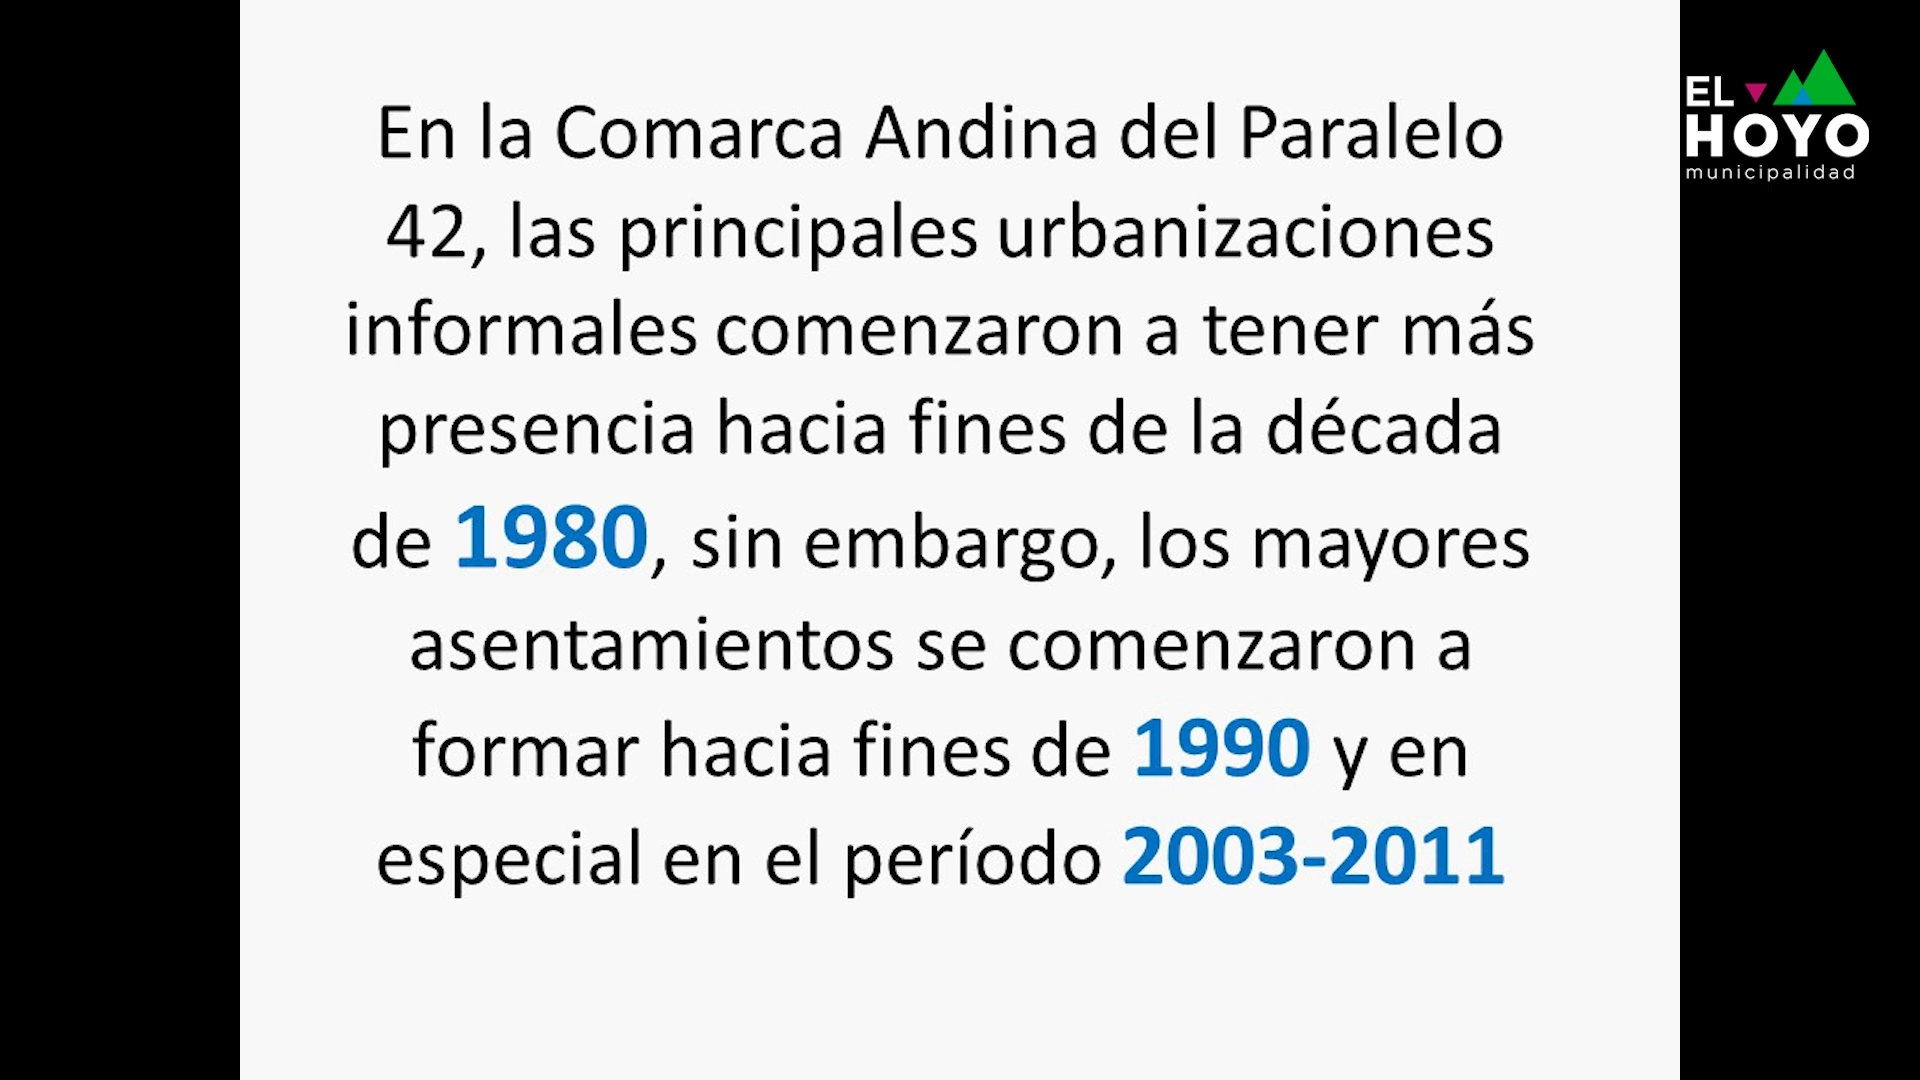 En la Comarca Andina del Paralelo
42, las principales urbanizaciones
informales comenzaron a tener más
presencia hacia fines de la década
de 1980, sin embargo, los mayores
asentamientos se comenzaron a
formar hacia fines de 1990 y en
especial en el período 2003-2011
EL
HOYO
municipalidad